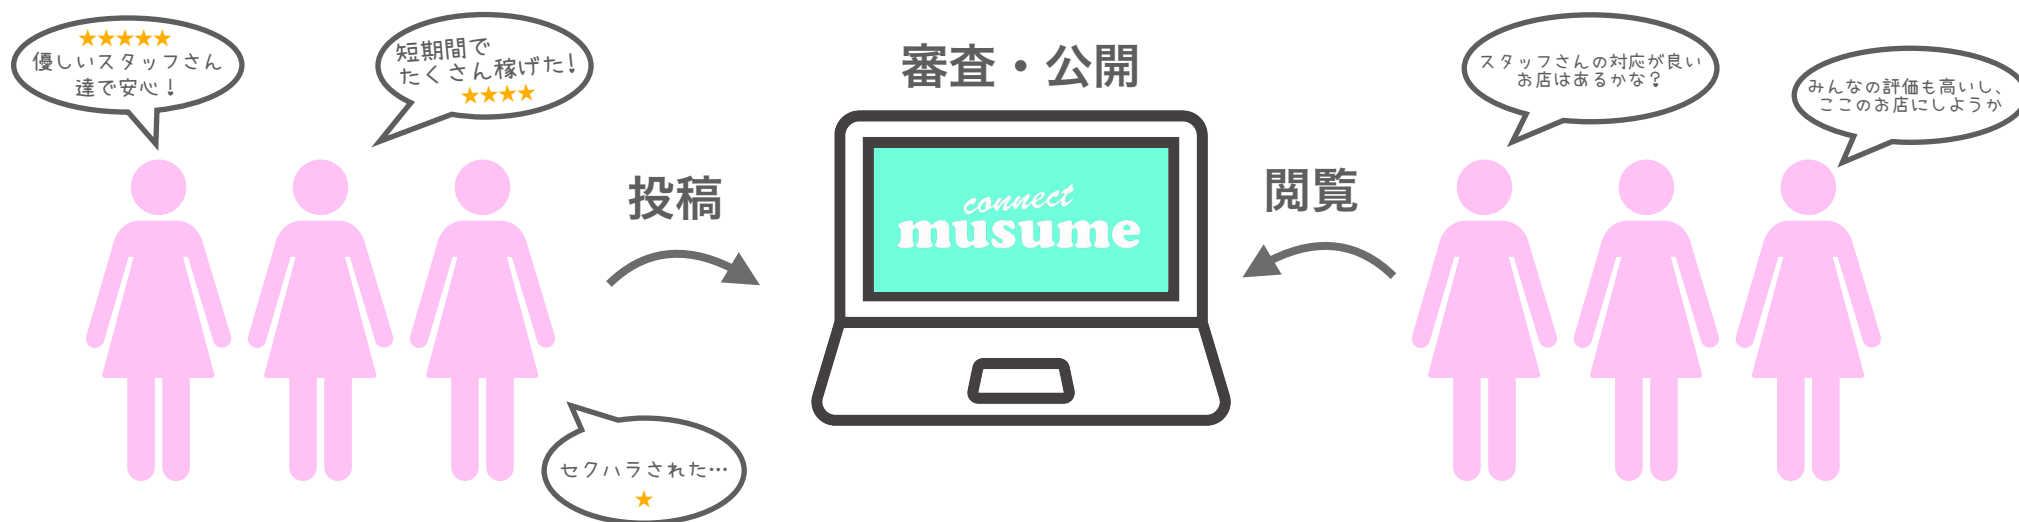 ★★★★★
優しいスタッフさん
達で安心！
短期間で
たくさん稼げた！
★★★★
セクハラされた…
★
投稿
審査・公開
connect
musume
閲覧
スタッフさんの対応が良い
お店はあるかな？
みんなの評価も高いし、
ここのお店にしようか